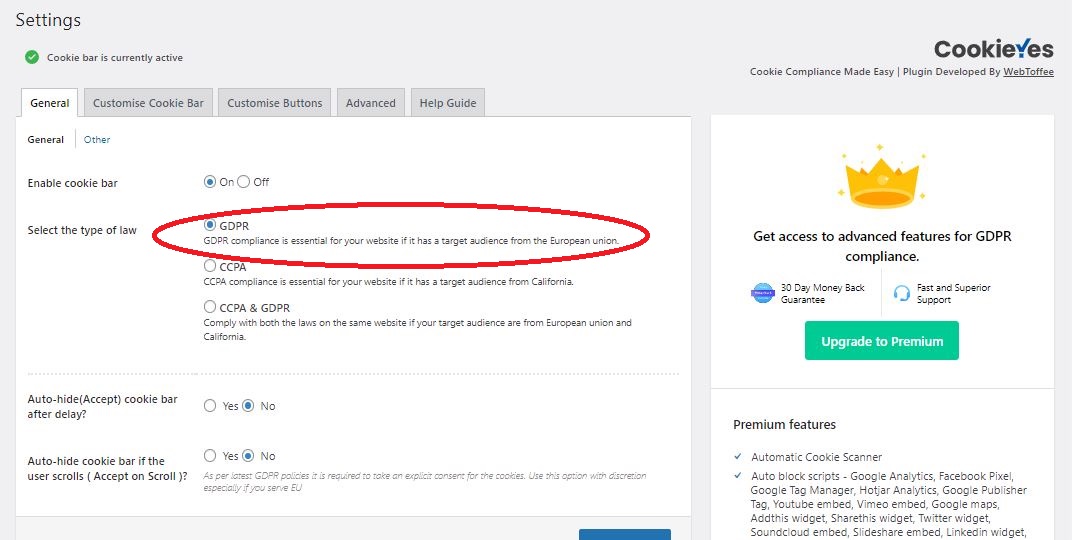 Settings
Cookie bar is currently active
CookieYes
Cookie Compliance Made Easy | Plugin Developed By WebToffee
General
Customise Cookie Bar
Customise Buttons
Advanced
Help Guide
General
Other
Enable cookie bar
On
Off
Select the type of law
GDPR
GDPR compliance is essential for your website if it has a target audience from the European union.
CCPA
CCPA compliance is essential for your website if it has a target audience from California.
CCPA & GDPR
Comply with both the laws on the same website if your target audience are from European union and
California.
Auto-hide(Accept) cookie bar
after delay?
Yes
No
Auto-hide cookie bar if the
user scrolls ( Accept on Scroll )?
Yes
No
As per latest GDPR policies it is required to take an explicit consent for the cookies. Use this option with discretion
especially if you serve EU
Get access to advanced features for GDPR
compliance.
30 Day Money Back
Guarantee
Fast and Superior
Support
Upgrade to Premium
Premium features
Automatic Cookie Scanner
Auto block scripts - Google Analytics, Facebook Pixel,
Google Tag Manager, Hotjar Analytics, Google Publisher
Tag, Youtube embed, Vimeo embed, Google maps,
Addthis widget, Sharethis widget, Twitter widget,
Soundcloud embed, Slideshare embed, Linkedin widget,